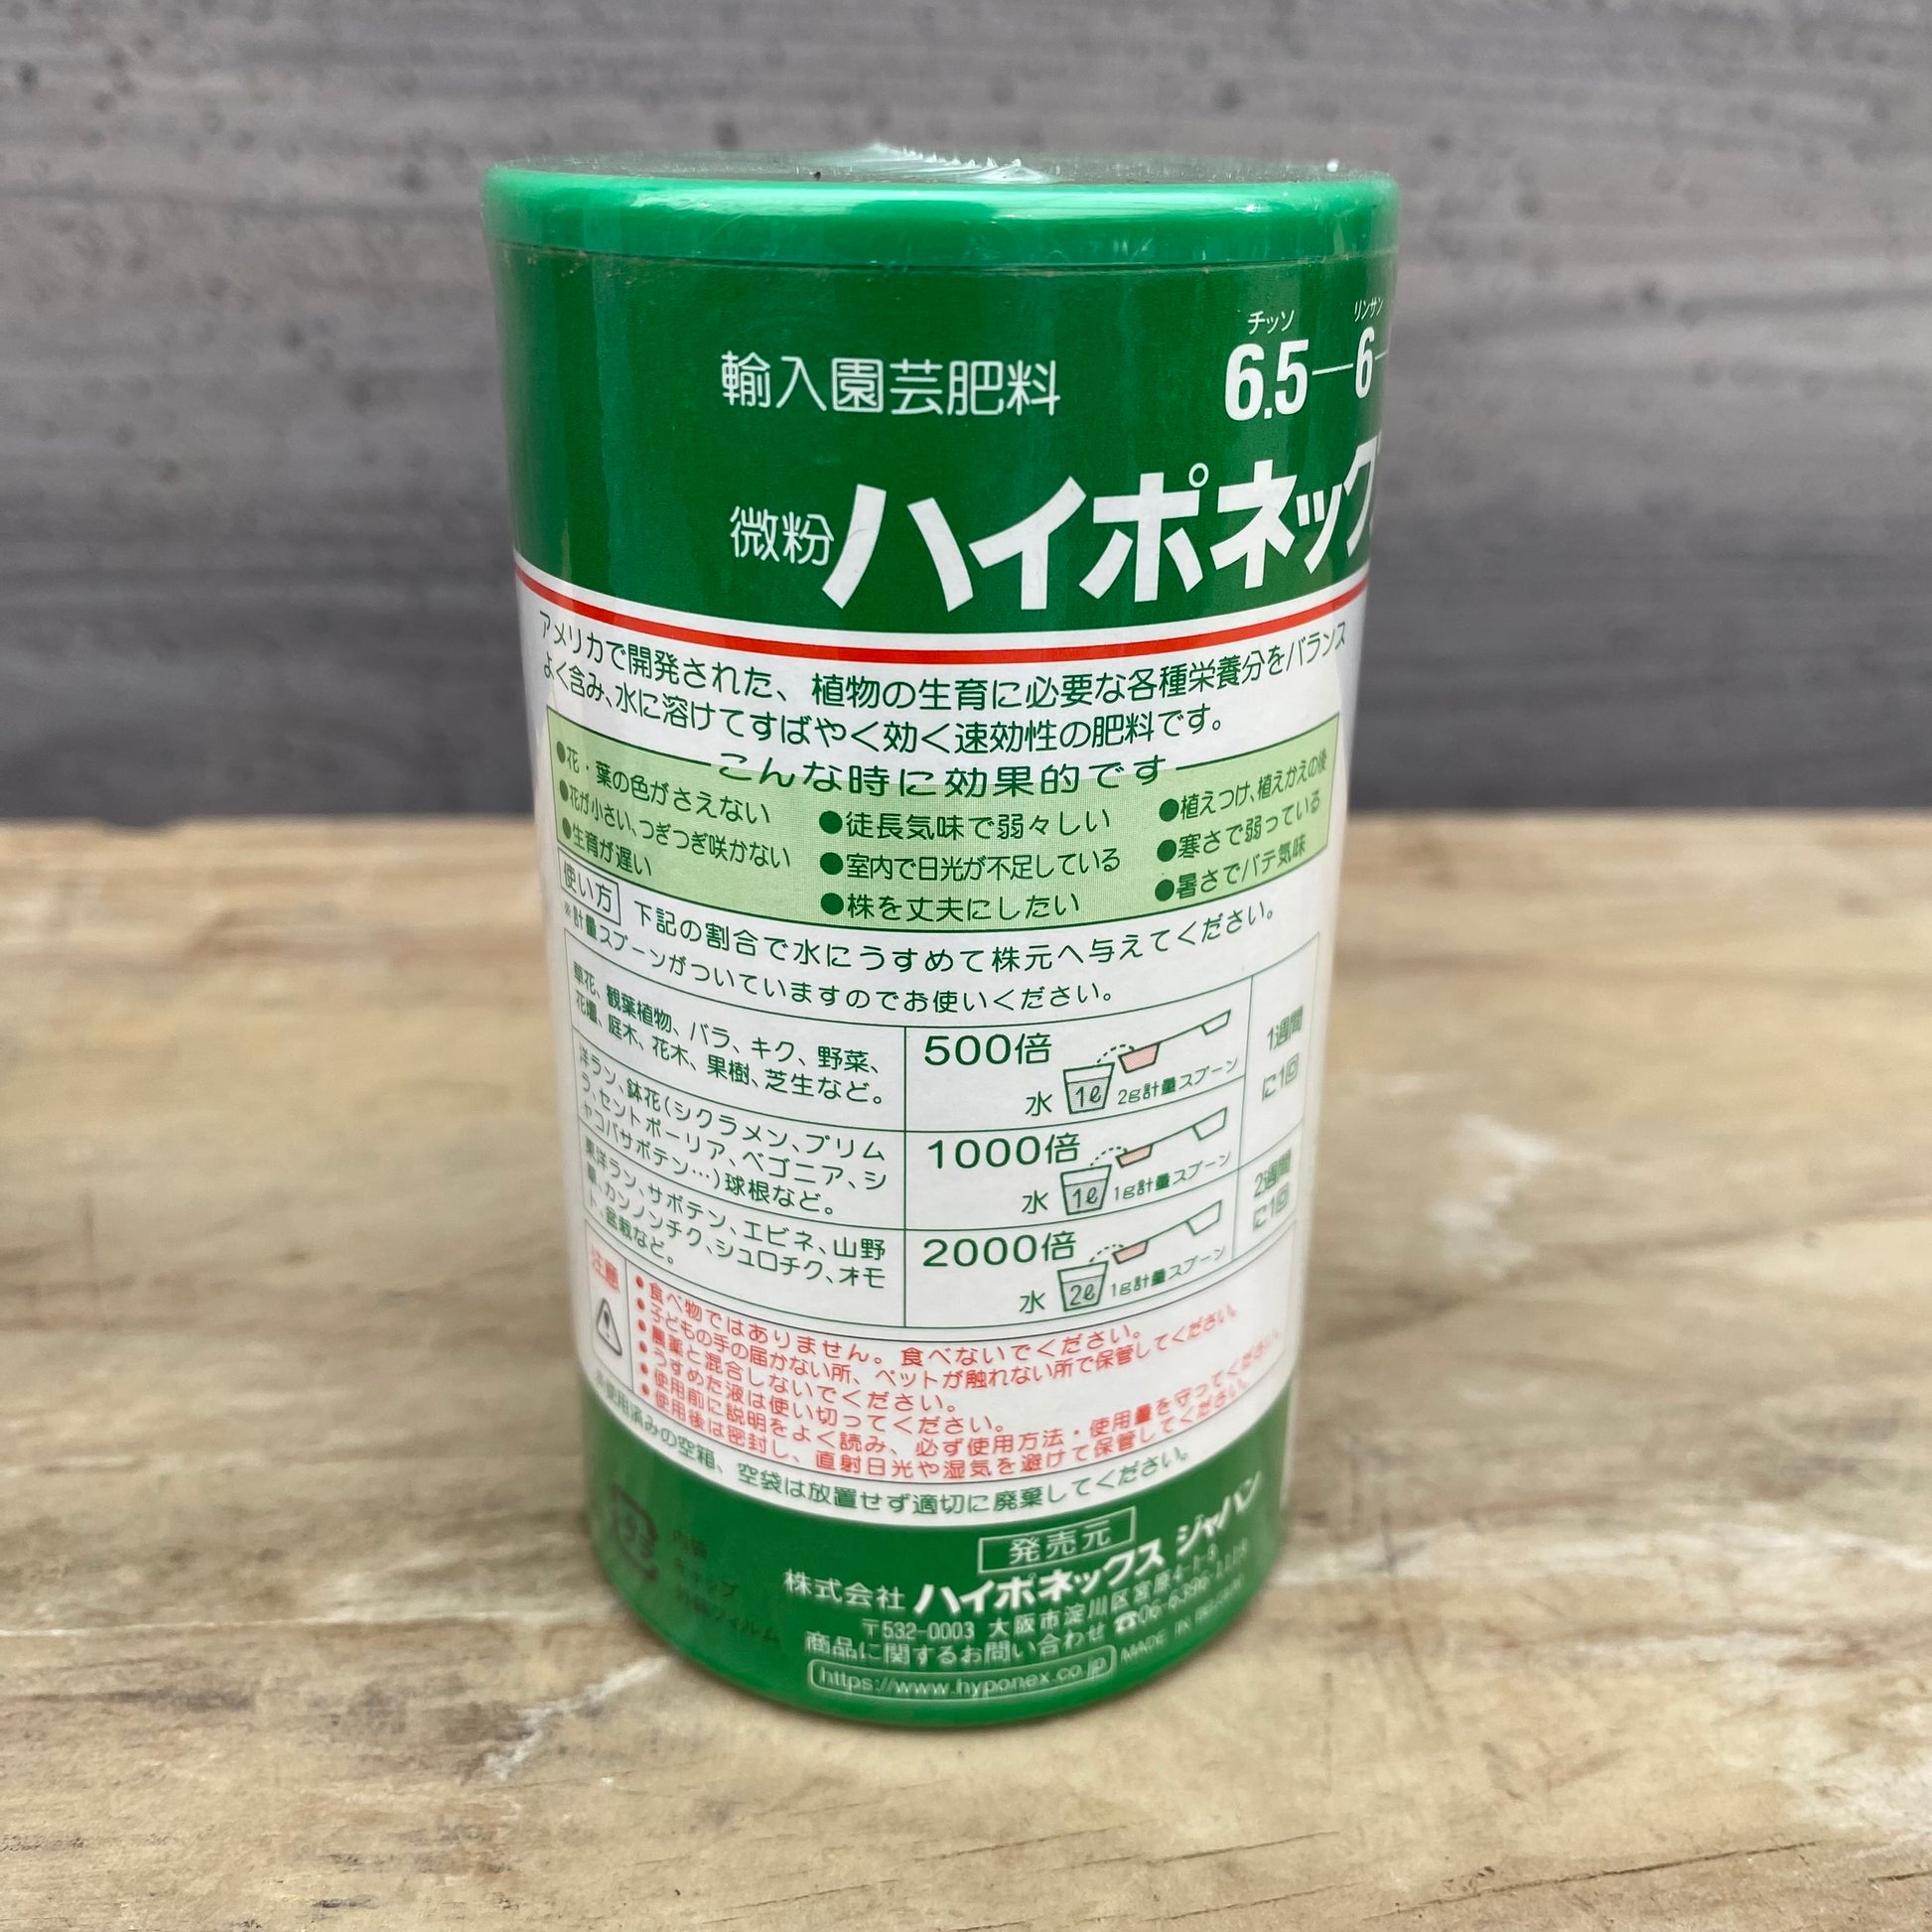 チッソ リンサン
6.5—6—
輸入園芸肥料
微粉ハイポネック
アメリカで開発された、植物の生育に必要な各種栄養分をバランス
よく含み、水に溶けてすばやく効く速効性の肥料です。
こんな時に効果的です
●花・葉の色がさえない
●花が小さい、つぎつぎ咲かない
●生育が遅い
●徒長気味で弱々しい
●室内で日光が不足している
●株を丈夫にしたい
●植えつけ、植えかえの後
●寒さで弱っている
●暑さでバテ気味
使い方 下記の割合で水にうすめて株元へ与えてください。
※計量スプーンがついていますのでお使いください。
草花、観葉植物、バラ、キク、野菜、
花壇、庭木、花木、果樹、芝生など。
500倍
水 1ℓ 2g計量スプーン
1週間
に1回
洋ラン、鉢花(シクラメン、プリム
ラ、セントポーリア、ベゴニア、シ
ャコバサボテン…)球根など。
1000倍
水 1ℓ 1g計量スプーン
東洋ラン、サボテン、エビネ、山野
草、カンノンチク、シュロチク、オモ
ト、盆栽など。
2000倍
水 2ℓ 1g計量スプーン
2週間
に1回
注意
●食べ物ではありません。食べないでください。
●子どもの手の届かない所、ペットが触れない所で保管してください。
●農薬と混合しないでください。
●うすめた液は使い切ってください。
●使用前に説明をよく読み、必ず使用方法・使用量を守ってください。
●使用後は密封し、直射日光や湿気を避けて保管してください。
※使用済みの空箱、空袋は放置せず適切に廃棄してください。
発売元
株式会社 ハイポネックス ジャパン
〒532-0003 大阪市淀川区宮原4-1-
商品に関するお問い合わせ ☎06-6396-1119
https://www.hyponex.co.jp MADE IN
内袋
キャップ
外装フィルム